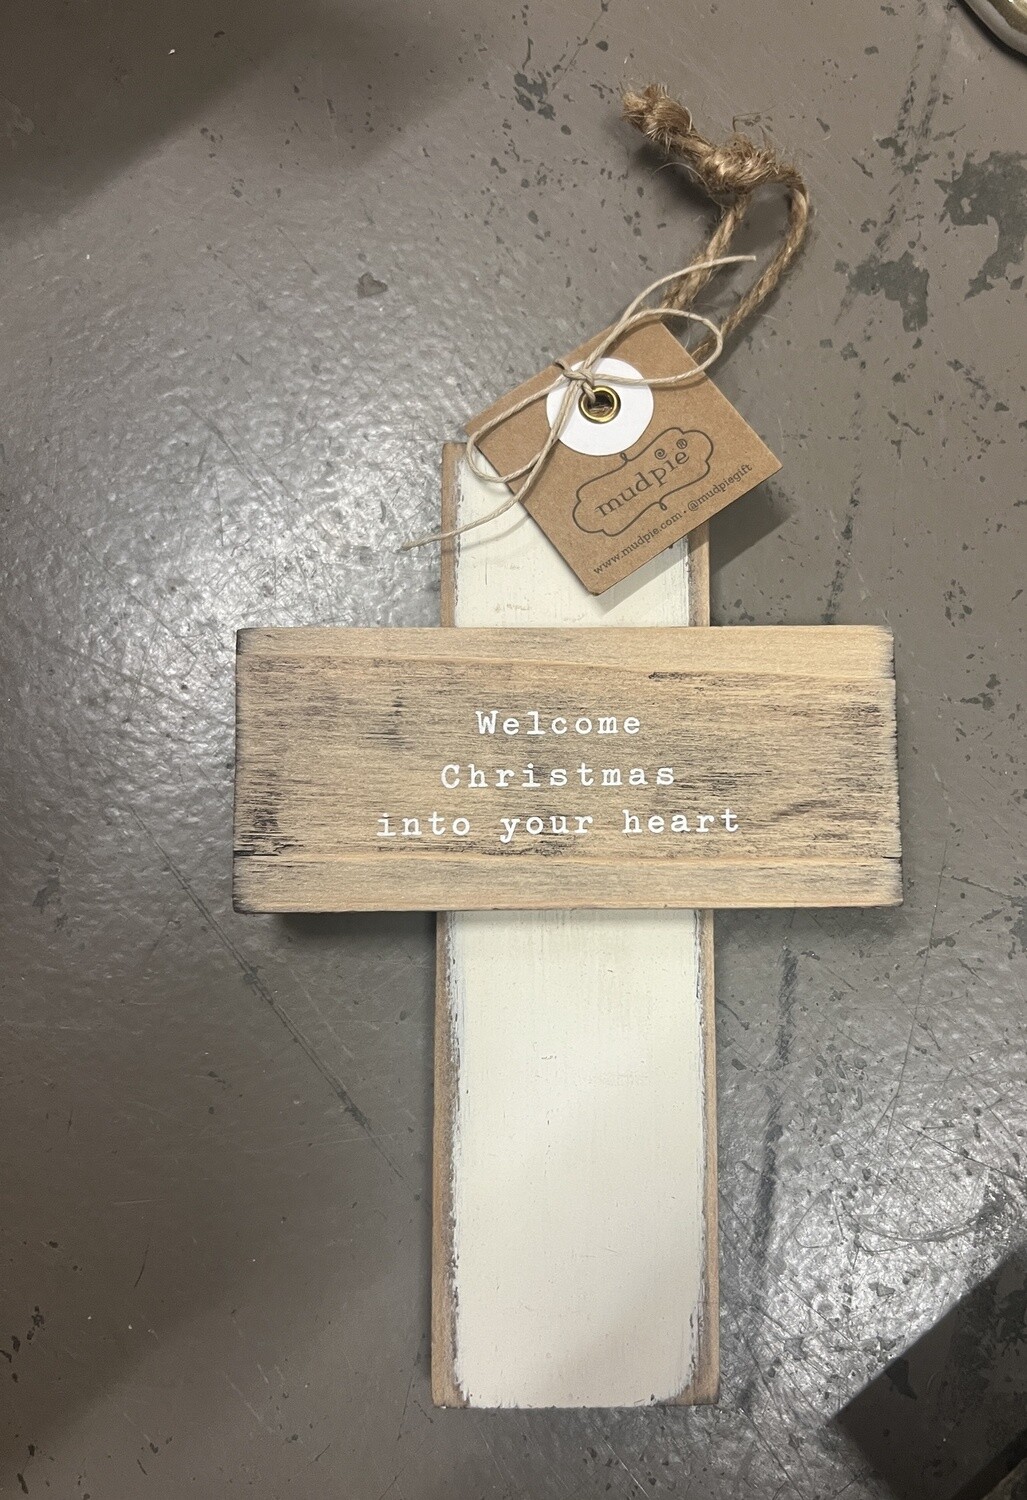 mudpie®
www.mudpie.com • @mudpiegift
Welcome
Christmas
into your heart